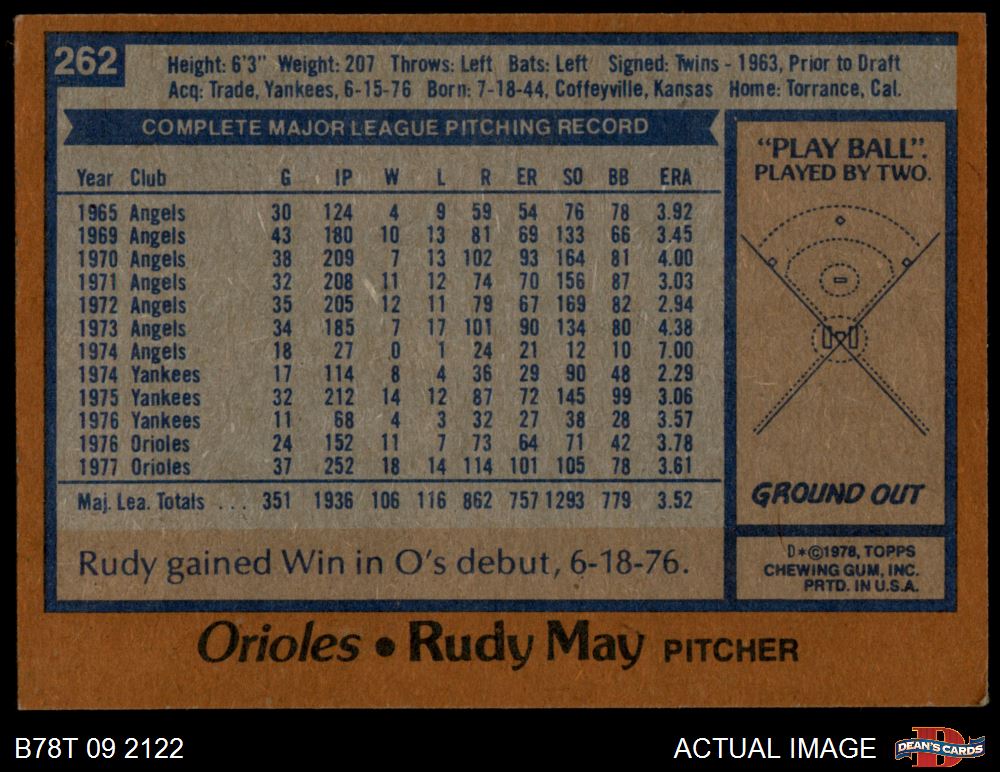 262
Height: 6'3" Weight: 207 Throws: Left Bats: Left Signed: Twins - 1963, Prior to Draft
Acq: Trade, Yankees, 6-15-76 Born: 7-18-44, Coffeyville, Kansas Home: Torrance, Cal.
COMPLETE MAJOR LEAGUE PITCHING RECORD
Year Club G IP W L R ER SO BB ERA
1965 Angels 30 124 4 9 59 54 76 78 3.92
1969 Angels 43 180 10 13 81 69 133 66 3.45
1970 Angels 38 209 7 13 102 93 164 81 4.00
1971 Angels 32 208 11 12 74 70 156 87 3.03
1972 Angels 35 205 12 11 79 67 169 82 2.94
1973 Angels 34 185 7 17 101 90 134 80 4.38
1974 Angels 18 27 0 1 24 21 12 10 7.00
1974 Yankees 17 114 8 4 36 29 90 48 2.29
1975 Yankees 32 212 14 12 87 72 145 99 3.06
1976 Yankees 11 68 4 3 32 27 38 28 3.57
1976 Orioles 24 152 11 7 73 64 71 42 3.78
1977 Orioles 37 252 18 14 114 101 105 78 3.61
Maj. Lea. Totals . . . 351 1936 106 116 862 757 1293 779 3.52
Rudy gained Win in O's debut, 6-18-76.
"PLAY BALL".
PLAYED BY TWO.
GROUND OUT
D*©1978, TOPPS
CHEWING GUM, INC.
PRTD. IN U.S.A.
Orioles • Rudy May PITCHER
B78T 09 2122
ACTUAL IMAGE
D
DEAN'S CARDS